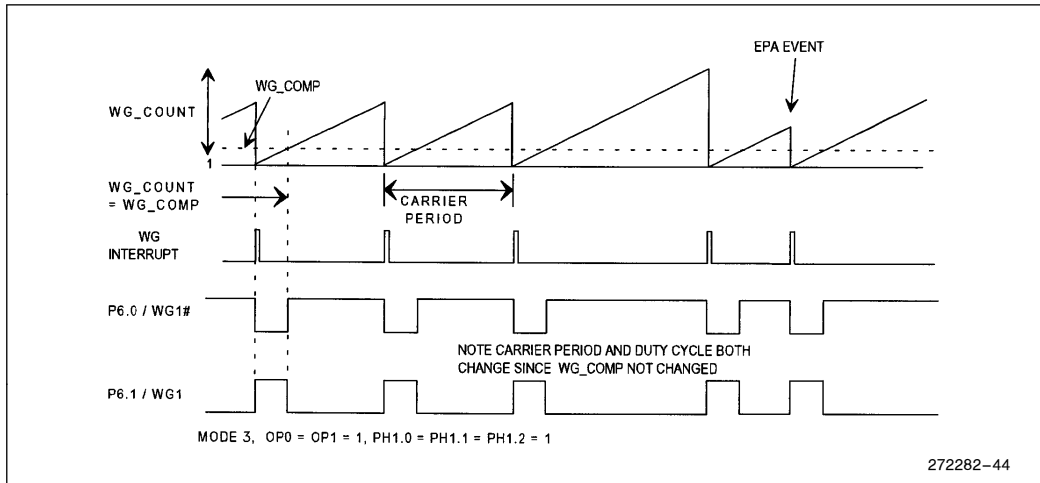 EPA EVENT
WG_COMP
WG_COUNT
1
WG_COUNT
= WG_COMP
CARRIER
PERIOD
WG
INTERRUPT
P6.0 / WG1#
NOTE CARRIER PERIOD AND DUTY CYCLE BOTH
CHANGE SINCE WG_COMP NOT CHANGED
P6.1 / WG1
MODE 3, OP0 = OP1 = 1, PH1.0 = PH1.1 = PH1.2 = 1
272282-44